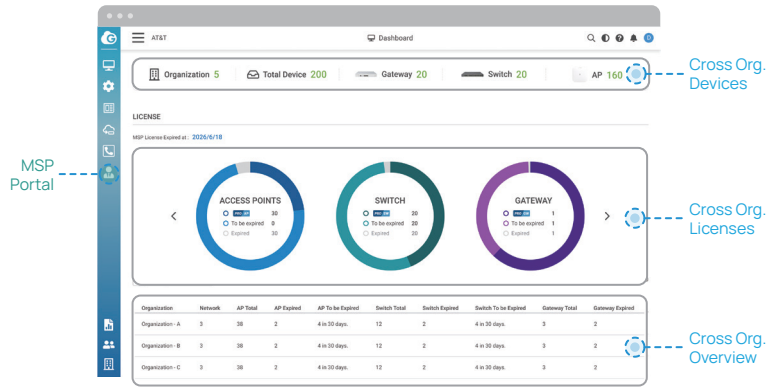 AT&T
Dashboard
Organization 5
Total Device 200
Gateway 20
Switch 20
AP 160
Cross Org.
Devices
LICENSE
MSP License Expired at : 2026/6/18
MSP
Portal
ACCESS POINTS
30
To be expired 0
Expired 30
SWITCH
20
To be expired 20
Expired 20
GATEWAY
1
To be expired 1
Expired 1
Cross Org.
Licenses
Organization Network AP Total AP Expired AP To be Expired Switch Total Switch Expired Switch To be Expired Gateway Total Gateway Expired
Organization - A 3 38 2 4 in 30 days. 12 2 4 in 30 days. 3 2
Organization - B 3 38 2 4 in 30 days. 12 2 4 in 30 days. 3 2
Organization - C 3 38 2 4 in 30 days. 12 2 4 in 30 days. 3 2
Cross Org.
Overview